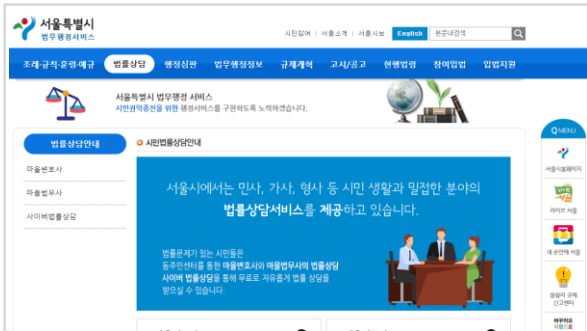 서울특별시
법무행정서비스
시민참여 | 서울소개 | 서울시보 English 본문내검색
조례·규칙·훈령·예규 법률상담 행정심판 법무행정정보 규제개혁 고시/공고 현행법령 참여입법 입법지원
서울특별시 법무행정 서비스
시민권익증진을 위한 행정서비스를 구현하도록 노력하겠습니다.
법률상담안내
마을변호사
마을법무사
사이버법률상담
시민법률상담안내
서울시에서는 민사, 가사, 형사 등 시민 생활과 밀접한 분야의
법률상담서비스를 제공하고 있습니다.
법률문제가 있는 시민들은
동주민센터를 통한 마을변호사와 마을법무사의 법률상담
사이버 법률상담을 통해 무료로 자유롭게 법률 상담을
받으실 수 있습니다.
QMENU
서울시홈페이지
라이브 서울
내 손안에 서울
불합리 규제
신고센터